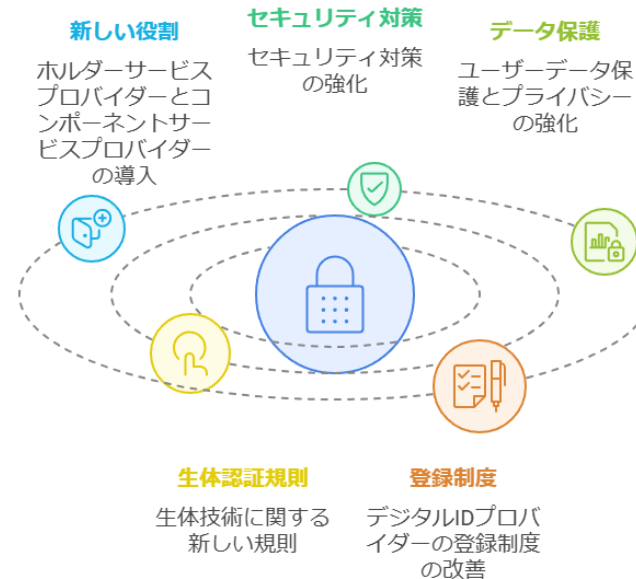 新しい役割
ホルダーサービス
プロバイダーとコ
ンポーネントサー
ビスプロバイダー
の導入
セキュリティ対策
セキュリティ対策
の強化
データ保護
ユーザーデータ保
護とプライバシー
の強化
生体認証規則
生体技術に関する
新しい規則
登録制度
デジタルIDプロバ
イダーの登録制度
の改善